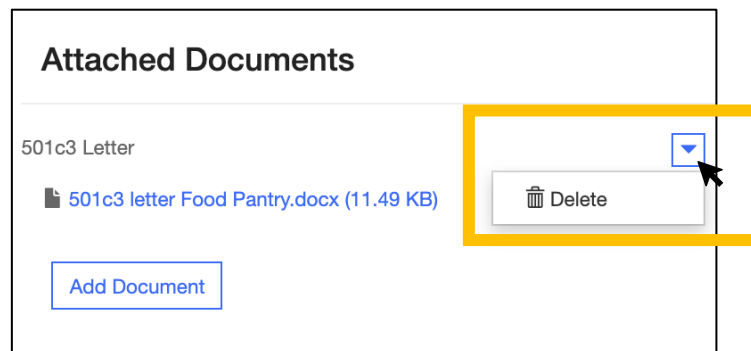 Attached Documents
501c3 Letter
501c3 letter Food Pantry.docx (11.49 KB)
Delete
Add Document